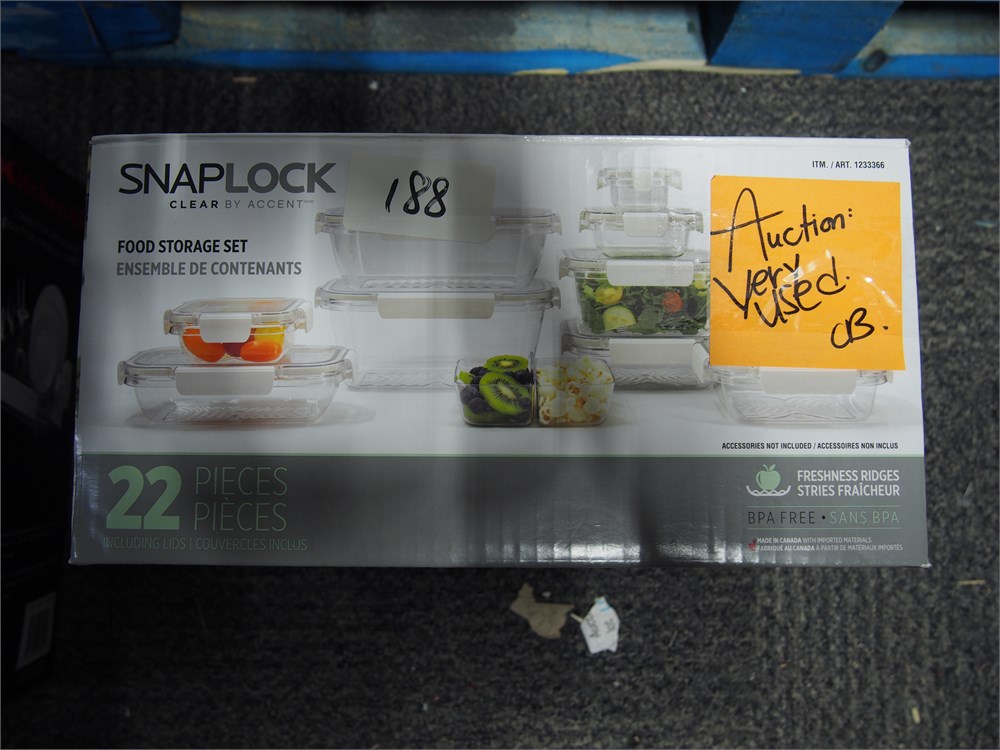 SNAPLOCK
CLEAR BY ACCENT
FOOD STORAGE SET
ENSEMBLE DE CONTENANTS
188
ITM. / ART. 1233366
Auction:
very
used.
CB.
ACCESSORIES NOT INCLUDED / ACCESSOIRES NON INCLUS
22 PIECES
PIÈCES
INCLUDING LIDS | COUVERCLES INCLUS
FRESHNESS RIDGES
STRIES FRAÎCHEUR
BPA FREE • SANS BPA
MADE IN CANADA WITH IMPORTED MATERIALS.
FABRIQUÉ AU CANADA À PARTIR DE MATÉRIAUX IMPORTÉS